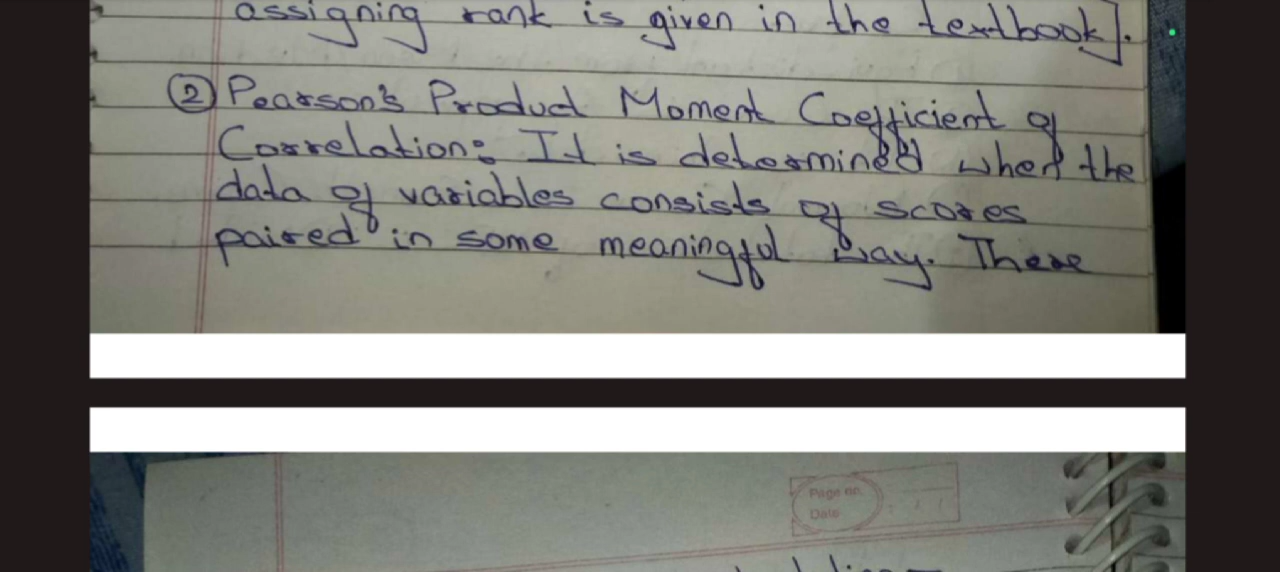 assigning rank is given in the textbook].
② Pearson's Product Moment Coefficient of
Correlation: It is determined when the
data of variables consists of scores
paired in some meaningful way. These
Page no.
Date